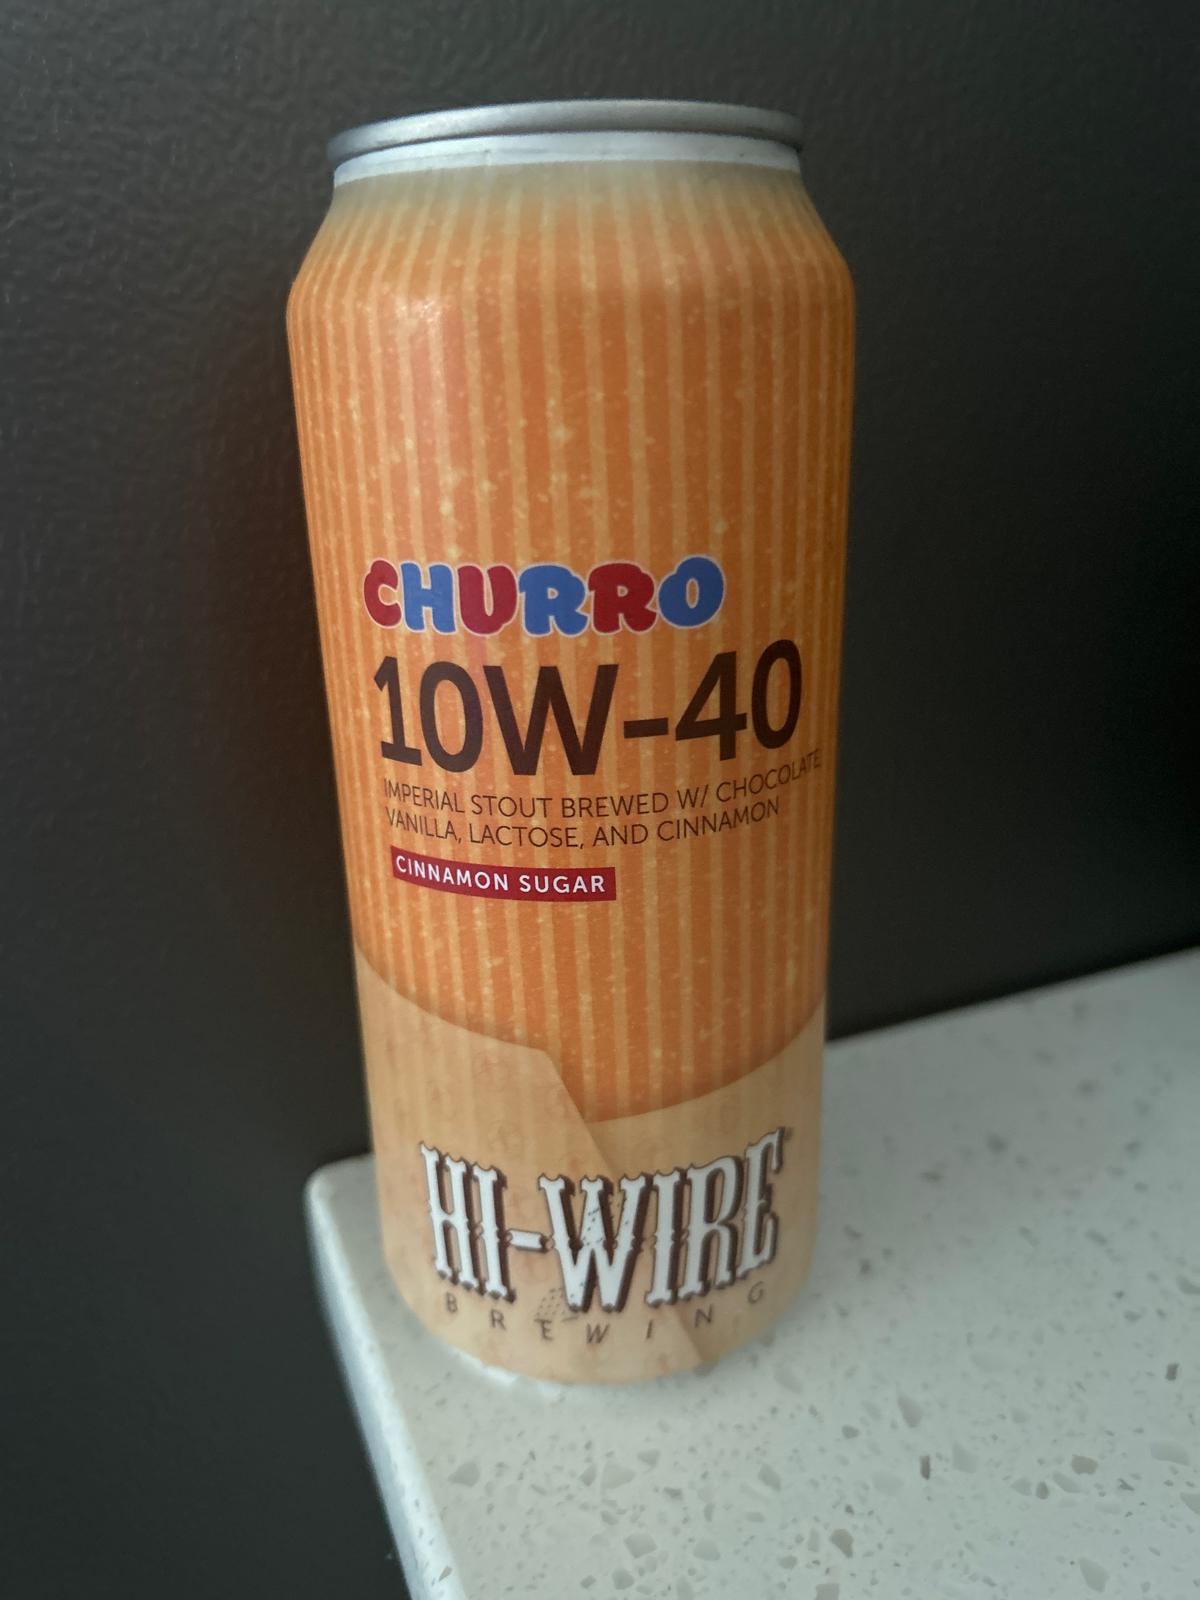 CHURRO
10W-40
IMPERIAL STOUT BREWED W/ CHOCOLATE,
VANILLA, LACTOSE, AND CINNAMON
CINNAMON SUGAR
HI-WIRE
BREWING